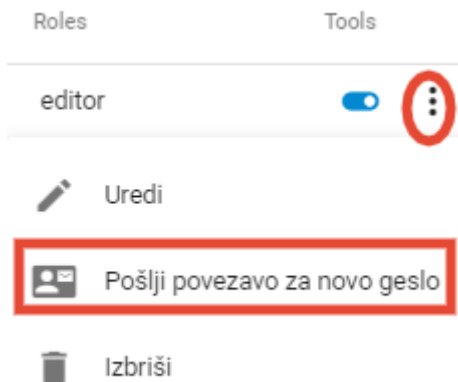 Roles Tools
editor
Uredi
Pošlji povezavo za novo geslo
Izbriši